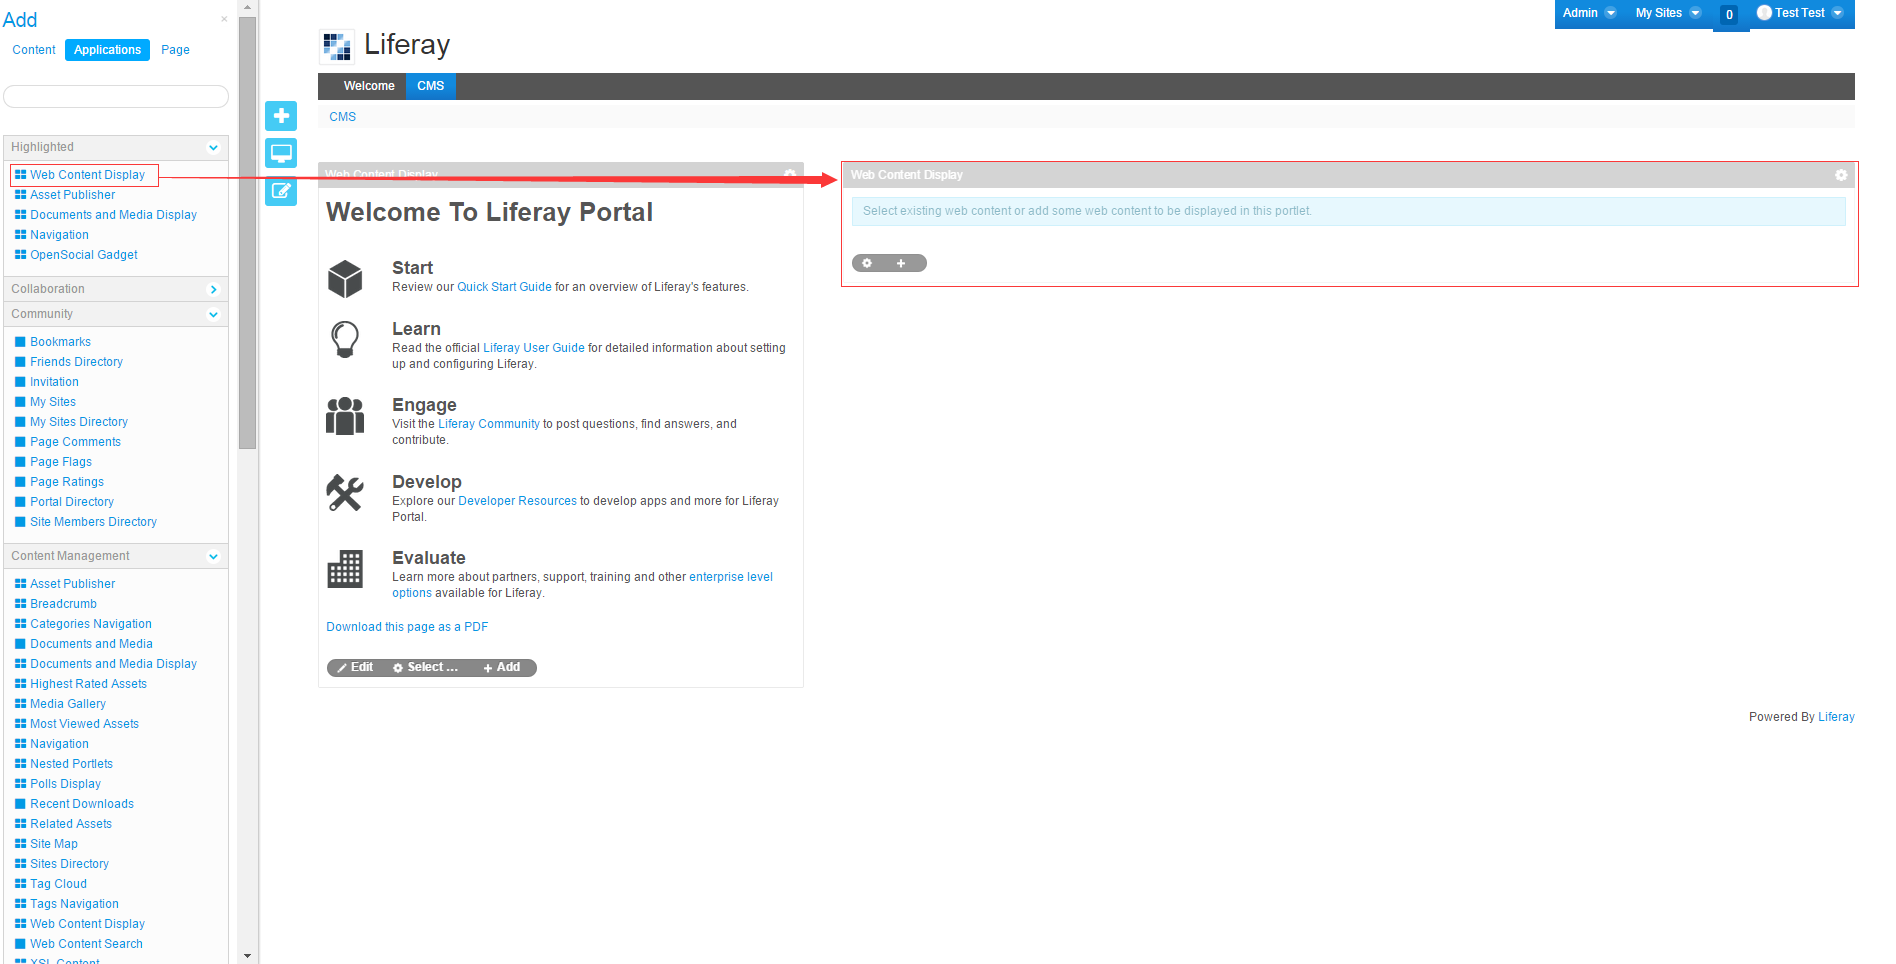 Add
×
Content Applications Page
Highlighted
Web Content Display
Asset Publisher
Documents and Media Display
Navigation
OpenSocial Gadget
Collaboration
Community
Bookmarks
Friends Directory
Invitation
My Sites
My Sites Directory
Page Comments
Page Flags
Page Ratings
Portal Directory
Site Members Directory
Content Management
Asset Publisher
Breadcrumb
Categories Navigation
Documents and Media
Documents and Media Display
Highest Rated Assets
Media Gallery
Most Viewed Assets
Navigation
Nested Portlets
Polls Display
Recent Downloads
Related Assets
Site Map
Sites Directory
Tag Cloud
Tags Navigation
Web Content Display
Web Content Search
XSL Content
Admin My Sites 0 Test Test
Liferay
Welcome CMS
CMS
Web Content Display
Welcome To Liferay Portal
Start
Review our Quick Start Guide for an overview of Liferay's features.
Learn
Read the official Liferay User Guide for detailed information about setting
up and configuring Liferay.
Engage
Visit the Liferay Community to post questions, find answers, and
contribute.
Develop
Explore our Developer Resources to develop apps and more for Liferay
Portal.
Evaluate
Learn more about partners, support, training and other enterprise level
options available for Liferay.
Download this page as a PDF
Edit Select ... Add
Web Content Display
Select existing web content or add some web content to be displayed in this portlet.
Powered By Liferay